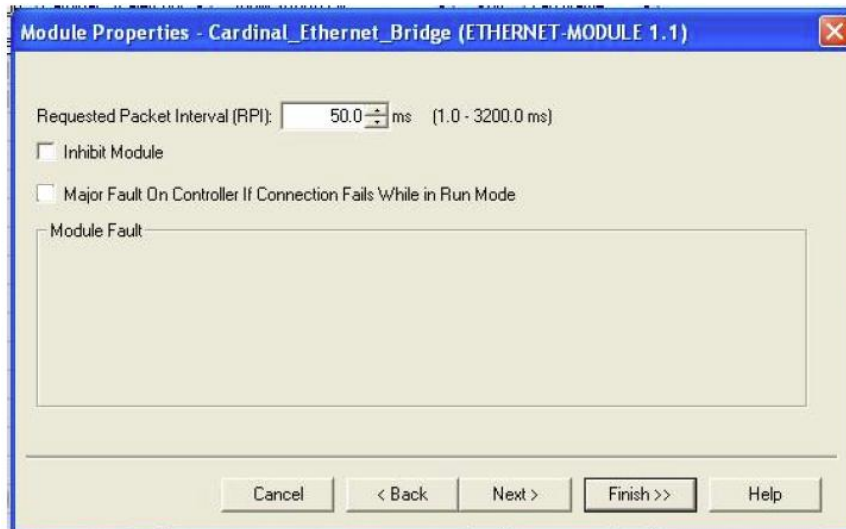 Module Properties - Cardinal_Ethernet_Bridge (ETHERNET-MODULE 1.1)
Requested Packet Interval (RPI): 50.0 ms (1.0 - 3200.0 ms)
Inhibit Module
Major Fault On Controller If Connection Fails While in Run Mode
Module Fault
Cancel < Back Next > Finish >> Help